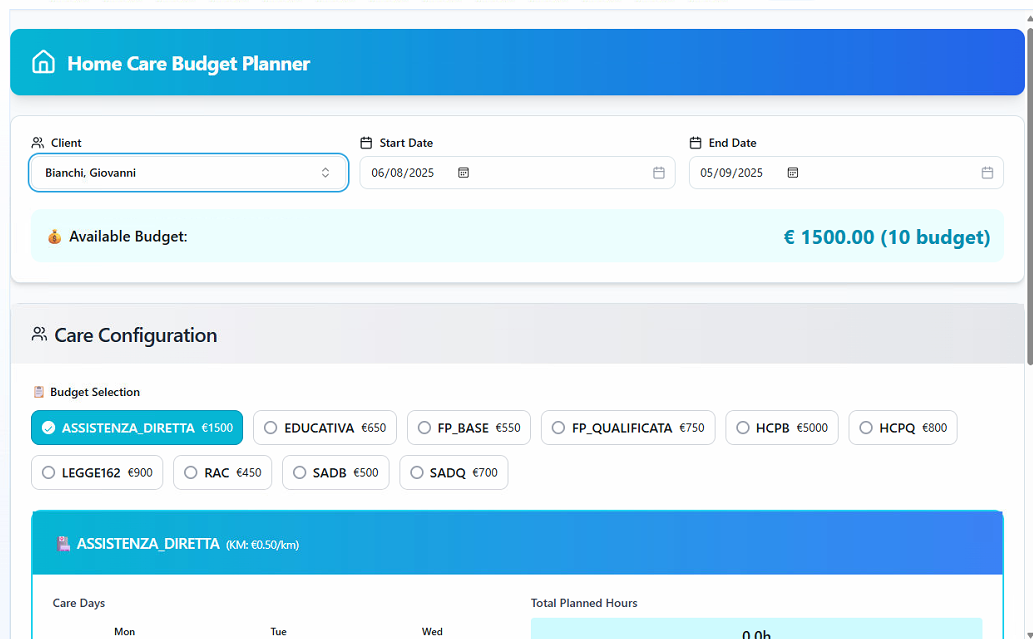 Home Care Budget Planner
Client
Start Date
End Date
Bianchi, Giovanni
06/08/2025
05/09/2025
Available Budget:
€ 1500.00 (10 budget)
Care Configuration
Budget Selection
ASSISTENZA_DIRETTA €1500
EDUCATIVA €650
FP_BASE €550
FP_QUALIFICATA €750
HCPB €5000
HCPQ €800
LEGGE162 €900
RAC €450
SADB €500
SADQ €700
ASSISTENZA_DIRETTA (KM: €0.50/km)
Care Days
Total Planned Hours
Mon
Tue
Wed
0.0h